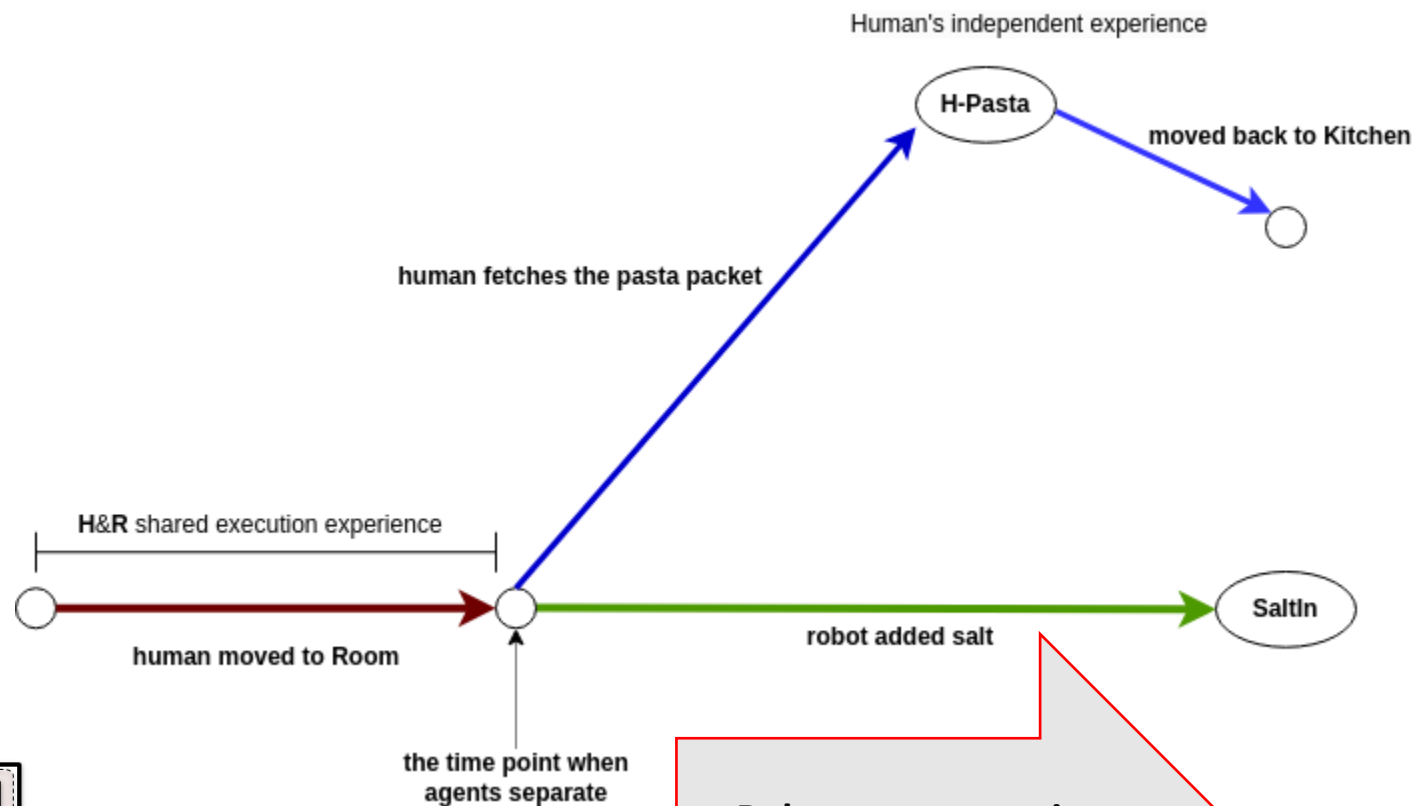 Human's independent experience
H-Pasta
moved back to Kitchen
human fetches the pasta packet
H&R shared execution experience
SaltIn
robot added salt
human moved to Room
the time point when
agents separate